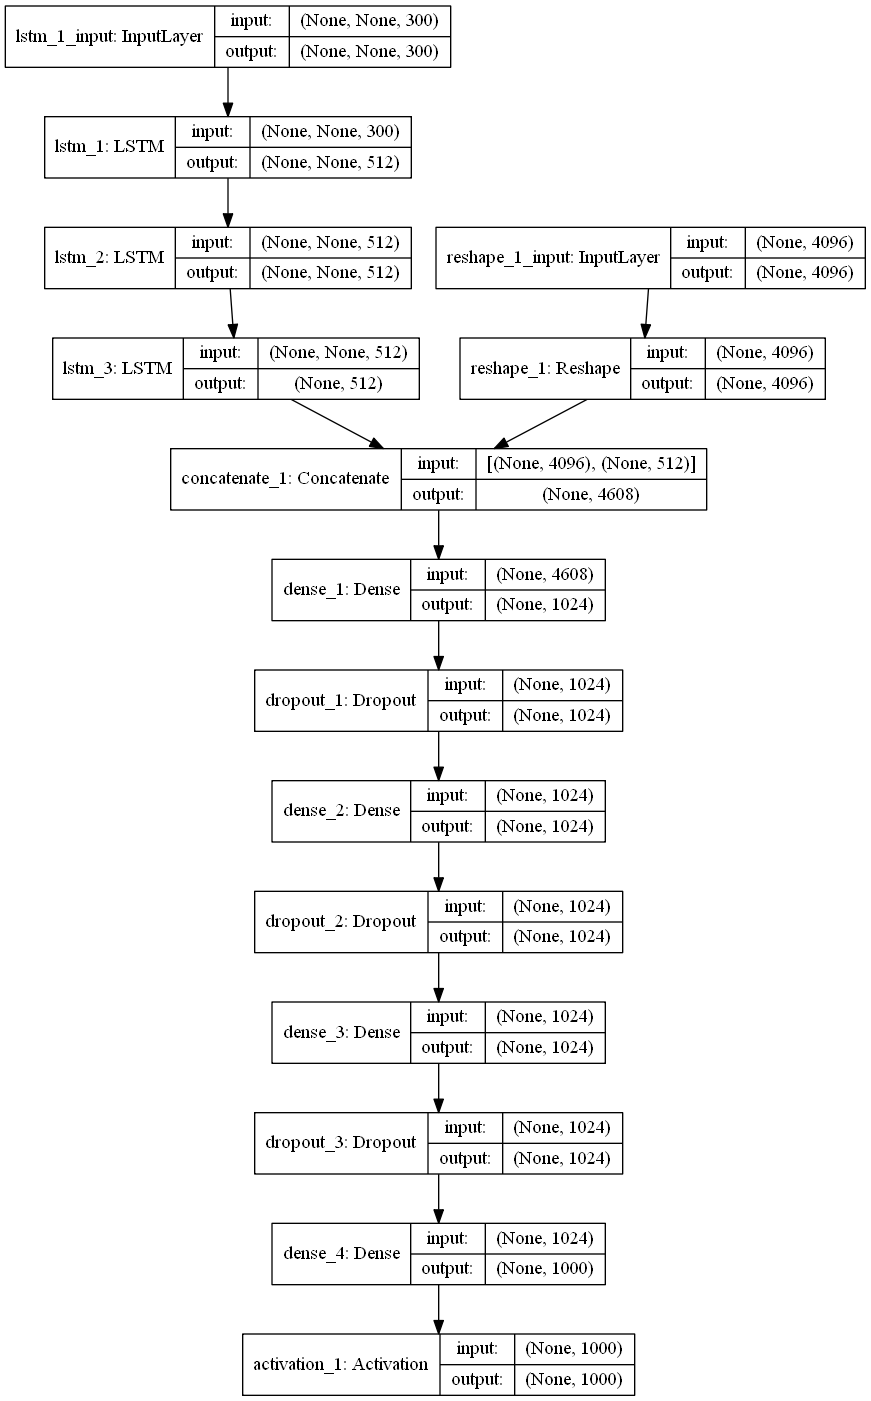 lstm_1_input: InputLayer
input:
(None, None, 300)
output:
(None, None, 300)
lstm_1: LSTM
input:
(None, None, 300)
output:
(None, None, 512)
lstm_2: LSTM
input:
(None, None, 512)
output:
(None, None, 512)
reshape_1_input: InputLayer
input:
(None, 4096)
output:
(None, 4096)
lstm_3: LSTM
input:
(None, None, 512)
output:
(None, 512)
reshape_1: Reshape
input:
(None, 4096)
output:
(None, 4096)
concatenate_1: Concatenate
input:
[(None, 4096), (None, 512)]
output:
(None, 4608)
dense_1: Dense
input:
(None, 4608)
output:
(None, 1024)
dropout_1: Dropout
input:
(None, 1024)
output:
(None, 1024)
dense_2: Dense
input:
(None, 1024)
output:
(None, 1024)
dropout_2: Dropout
input:
(None, 1024)
output:
(None, 1024)
dense_3: Dense
input:
(None, 1024)
output:
(None, 1024)
dropout_3: Dropout
input:
(None, 1024)
output:
(None, 1024)
dense_4: Dense
input:
(None, 1024)
output:
(None, 1000)
activation_1: Activation
input:
(None, 1000)
output:
(None, 1000)